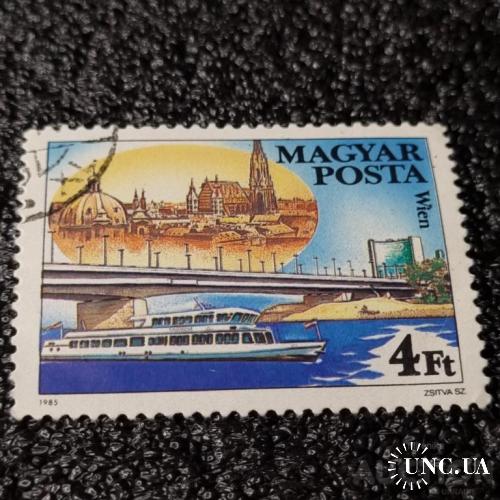 MAGYAR
POSTA
Wien
4Ft
1985
ZSITVA SZ.
UNC.UA